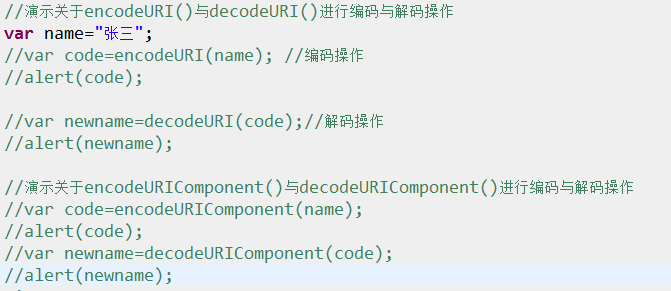 //演示关于encodeURI()与decodeURI()进行编码与解码操作
var name="张三";
//var code=encodeURI(name); //编码操作
//alert(code);
//var newname=decodeURI(code);//解码操作
//alert(newname);
//演示关于encodeURIComponent()与decodeURIComponent()进行编码与解码操作
//var code=encodeURIComponent(name);
//alert(code);
//var newname=decodeURIComponent(code);
//alert(newname);